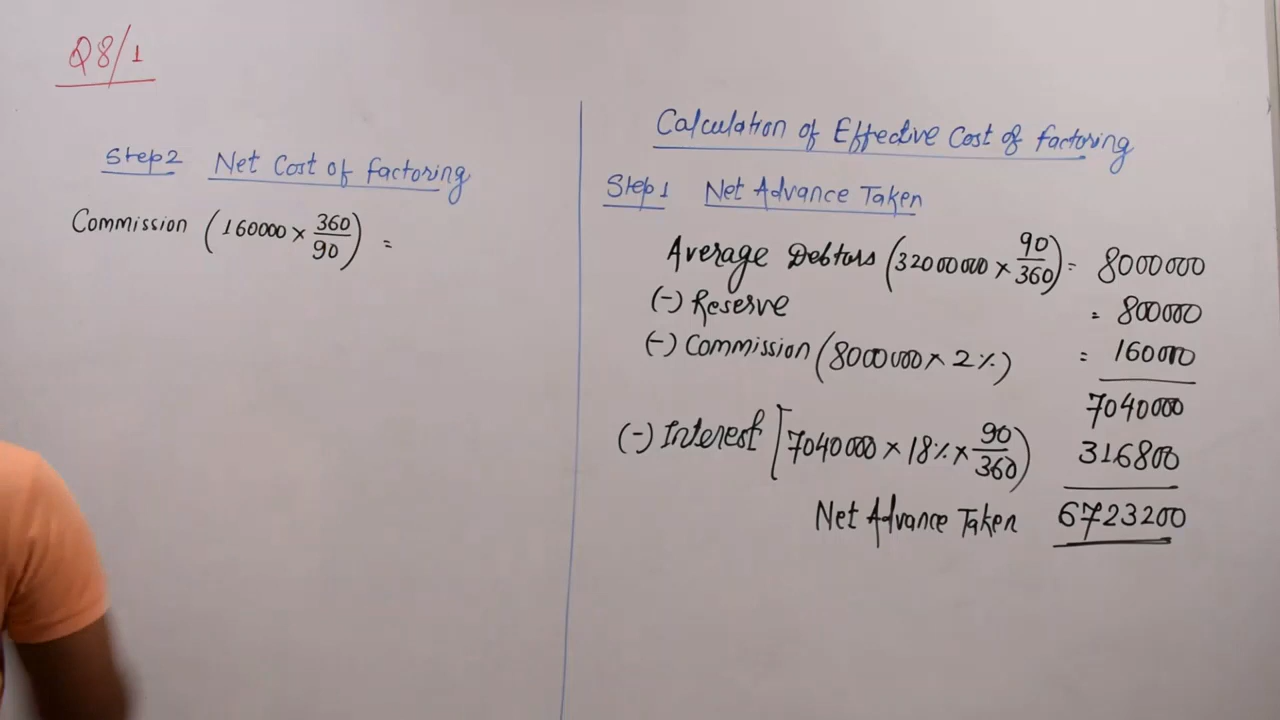 Q8/1
Step2 Net Cost of factoring
Commission (160000 × 360/90) =
Calculation of Effective Cost of factoring
Step1 Net Advance Taken
Average Debtors (32000000 × 90/360) = 8000000
(-) Reserve = 800000
(-) Commission (8000000 × 2%) = 160000
7040000
(-) Interest [7040000 × 18% × 90/360) 316800
Net Advance Taken 6723200